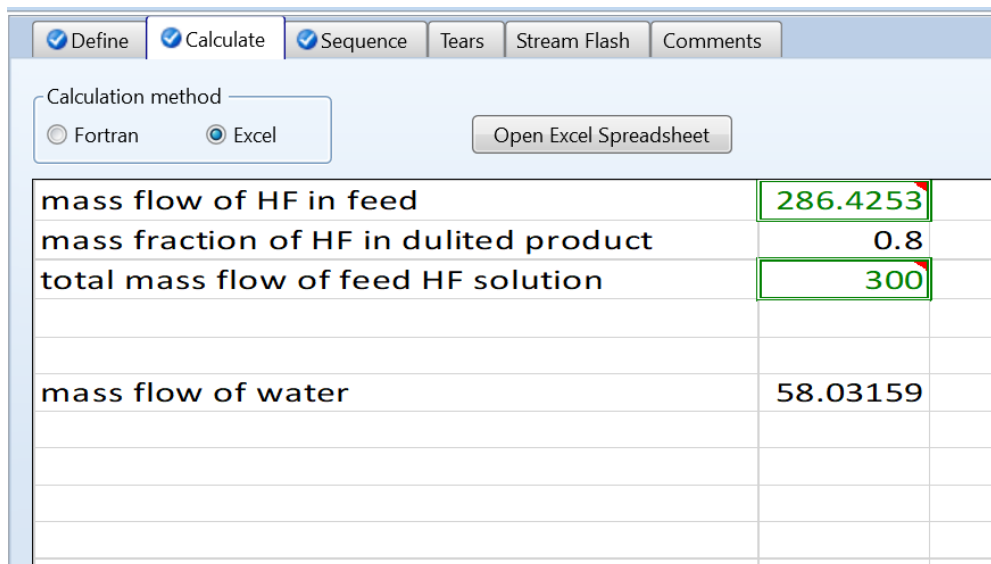 Define Calculate Sequence Tears Stream Flash Comments
Calculation method
Fortran Excel Open Excel Spreadsheet
mass flow of HF in feed 286.4253
mass fraction of HF in dulited product 0.8
total mass flow of feed HF solution 300
mass flow of water 58.03159